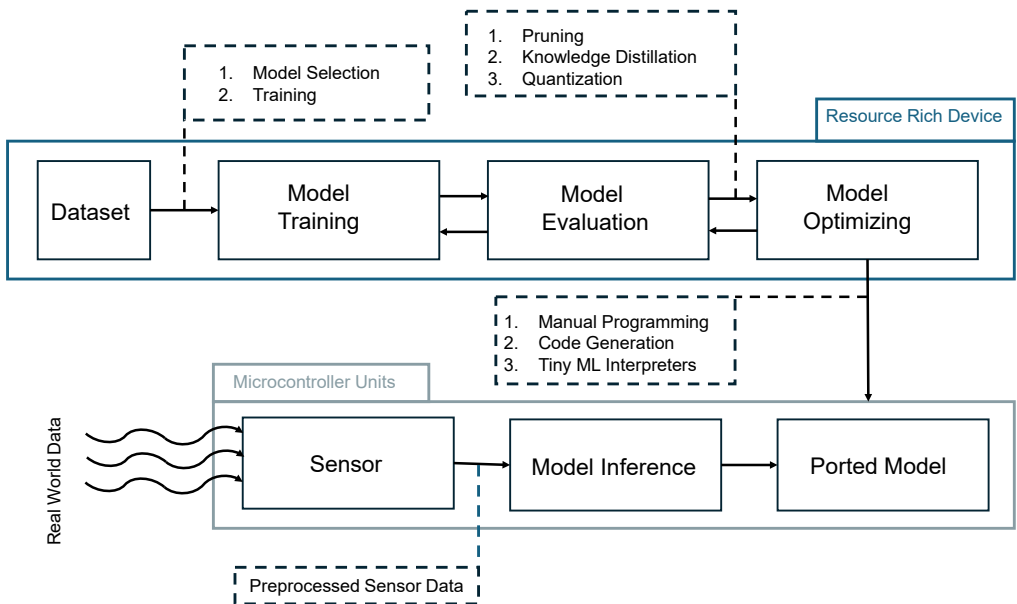 1. Pruning
2. Knowledge Distillation
3. Quantization
1. Model Selection
2. Training
Resource Rich Device
Dataset
Model
Training
Model
Evaluation
Model
Optimizing
1. Manual Programming
2. Code Generation
3. Tiny ML Interpreters
Microcontroller Units
Real World Data
Sensor
Model Inference
Ported Model
Preprocessed Sensor Data